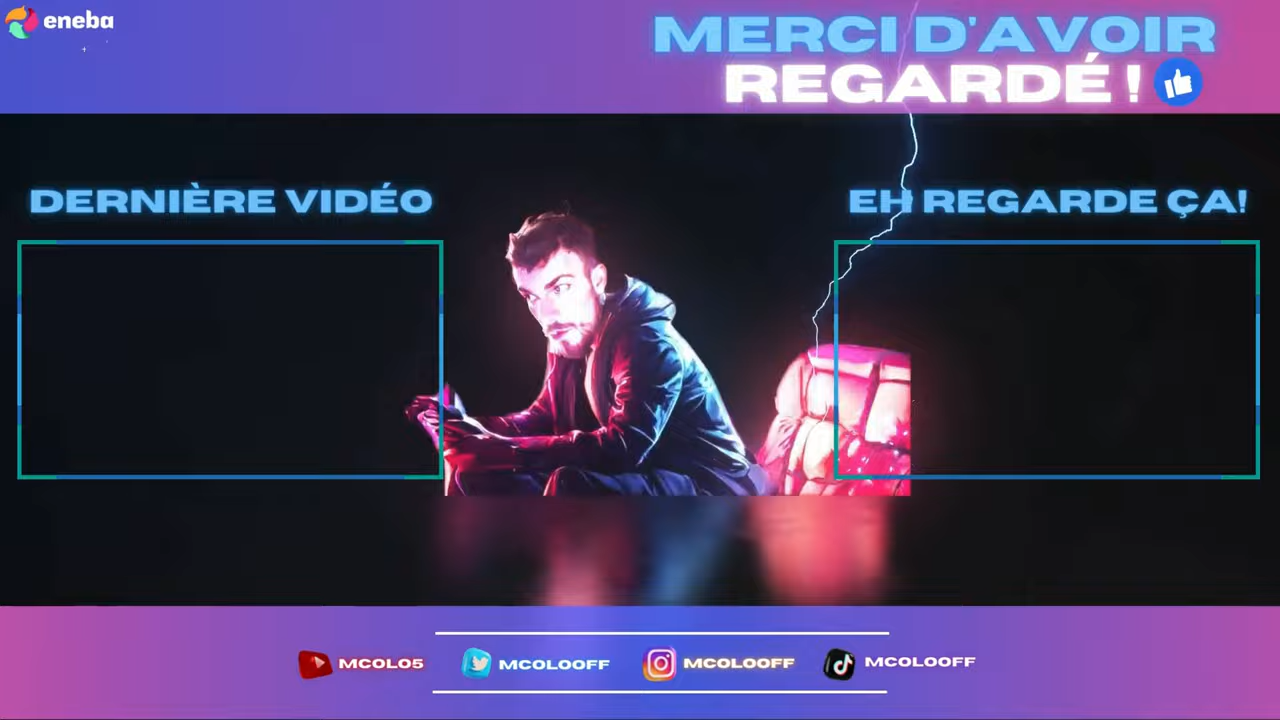 eneba
MERCI D'AVOIR
REGARDÉ !
DERNIÈRE VIDÉO
EH REGARDE ÇA!
MCOLO5
MCOLOOFF
MCOLOOFF
MCOLOOFF